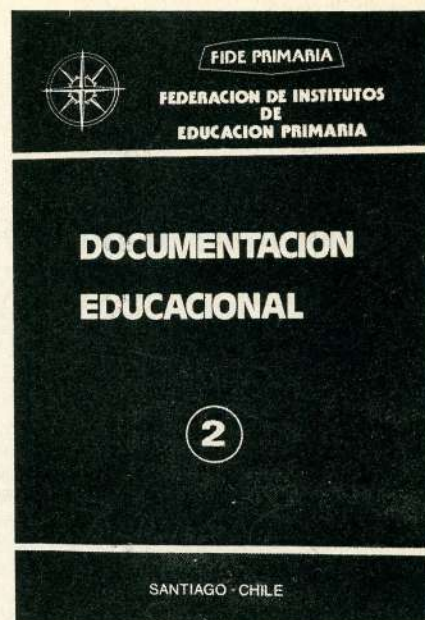 FIDE PRIMARIA
FEDERACION DE INSTITUTOS
DE
EDUCACION PRIMARIA
DOCUMENTACION
EDUCACIONAL
2
SANTIAGO - CHILE